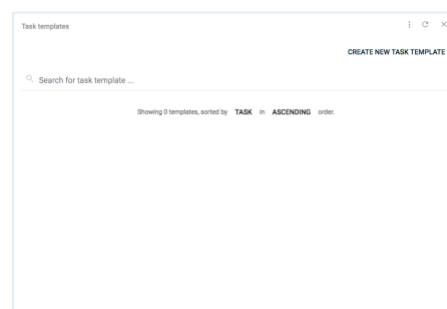 Task templates
CREATE NEW TASK TEMPLATE
Search for task template ...
Showing 0 templates, sorted by TASK in ASCENDING order.